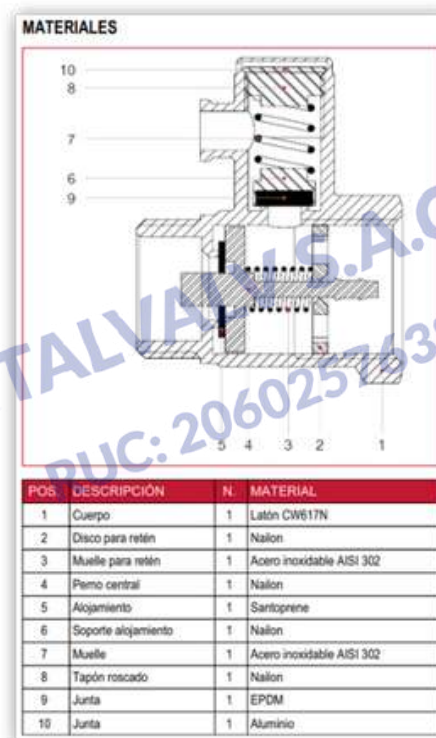 MATERIALES
10
8
7
6
9
5 4 3 2 1
TALVALV S.A.C
RUC: 2060257639
POS. DESCRIPCIÓN N. MATERIAL
1 Cuerpo 1 Latón CW617N
2 Disco para retén 1 Nailon
3 Muelle para retén 1 Acero inoxidable AISI 302
4 Perno central 1 Nailon
5 Alojamiento 1 Santoprene
6 Soporte alojamiento 1 Nailon
7 Muelle 1 Acero inoxidable AISI 302
8 Tapón roscado 1 Nailon
9 Junta 1 EPDM
10 Junta 1 Aluminio